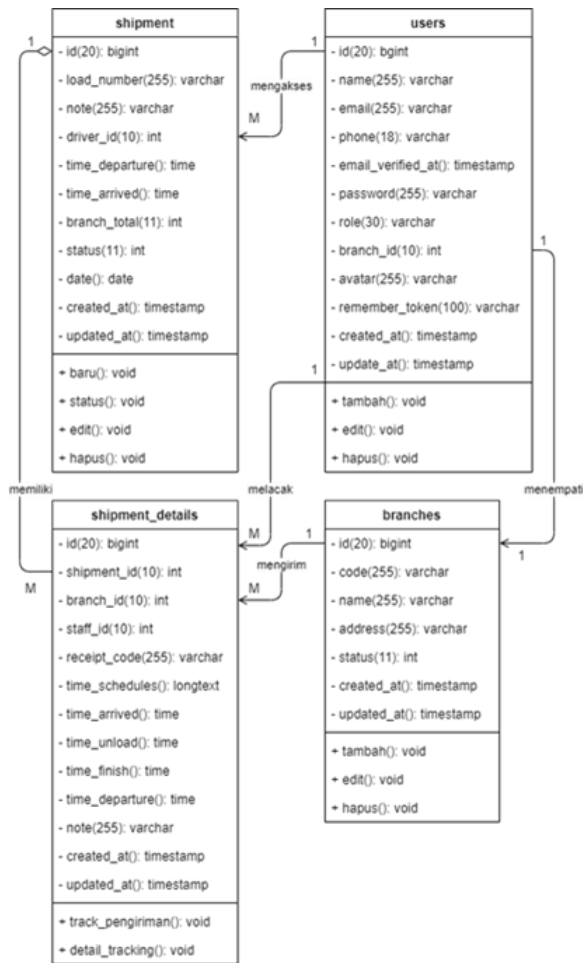 shipment
- id(20): bigint
- load_number(255): varchar
- note(255): varchar
- driver_id(10): int
- time_departure(): time
- time_arrived(): time
- branch_total(11): int
- status(11): int
- date(): date
- created_at(): timestamp
- updated_at(): timestamp
+ baru(): void
+ status(): void
+ edit(): void
+ hapus(): void
users
- id(20): bgint
- name(255): varchar
- email(255): varchar
- phone(18): varchar
- email_verified_at(): timestamp
- password(255): varchar
- role(30): varchar
- branch_id(10): int
- avatar(255): varchar
- remember_token(100): varchar
- created_at(): timestamp
- update_at(): timestamp
+ tambah(): void
+ edit(): void
+ hapus(): void
1
1
mengakses
M
1
1
memiliki
melacak
menempati
shipment_details
- id(20): bigint
- shipment_id(10): int
- branch_id(10): int
- staff_id(10): int
- receipt_code(255): varchar
- time_schedules(): longtext
- time_arrived(): time
- time_unload(): time
- time_finish(): time
- time_departure(): time
- note(255): varchar
- created_at(): timestamp
- updated_at(): timestamp
+ track_pengiriman(): void
+ detail_tracking(): void
branches
- id(20): bigint
- code(255): varchar
- name(255): varchar
- address(255): varchar
- status(11): int
- created_at(): timestamp
- updated_at(): timestamp
+ tambah(): void
+ edit(): void
+ hapus(): void
M
1
mengirim
1
M
M